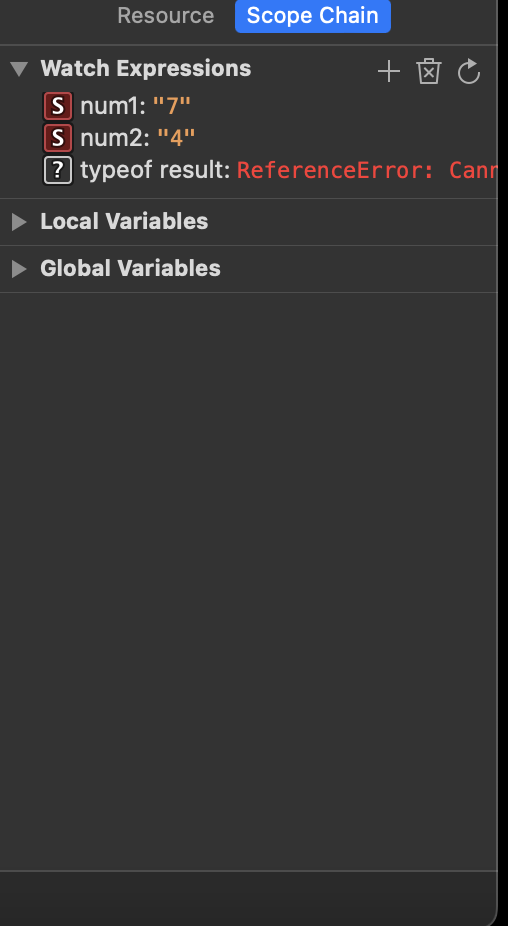 Resource Scope Chain
Watch Expressions
S num1: "7"
S num2: "4"
? typeof result: ReferenceError: Cann
Local Variables
Global Variables